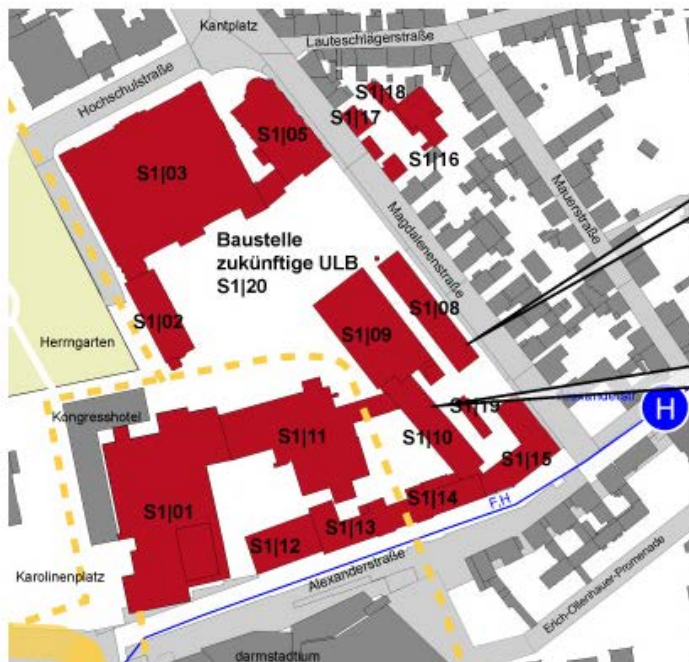 Kantplatz
Lauteschlägerstraße
Hochschulstraße
S1|18
S1|17
S1|05
S1|16
S1|03
Mauerstraße
Magdalenenstraße
Baustelle
zukünftige ULB
S1|20
S1|08
S1|02
S1|09
Herrngarten
Kongresshotel
S1|19
H
S1|11
S1|10
S1|15
S1|01
S1|14
F,H
S1|13
S1|12
Karolinenplatz
Alexanderstraße
Erich-Ollenhauer-Promenade
darmstadtium